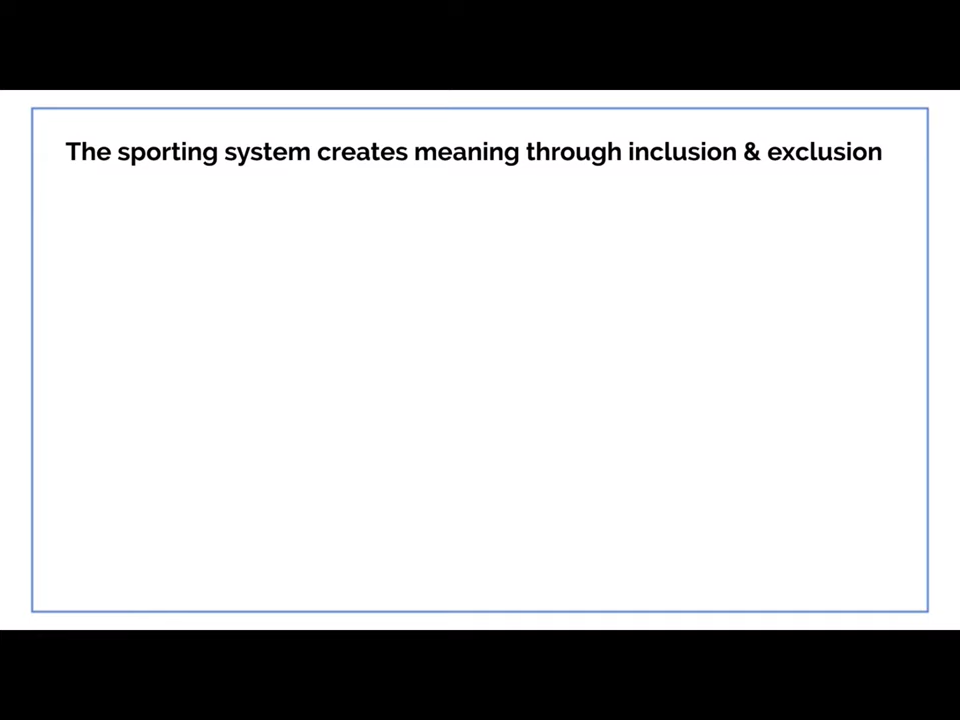 The sporting system creates meaning through inclusion & exclusion